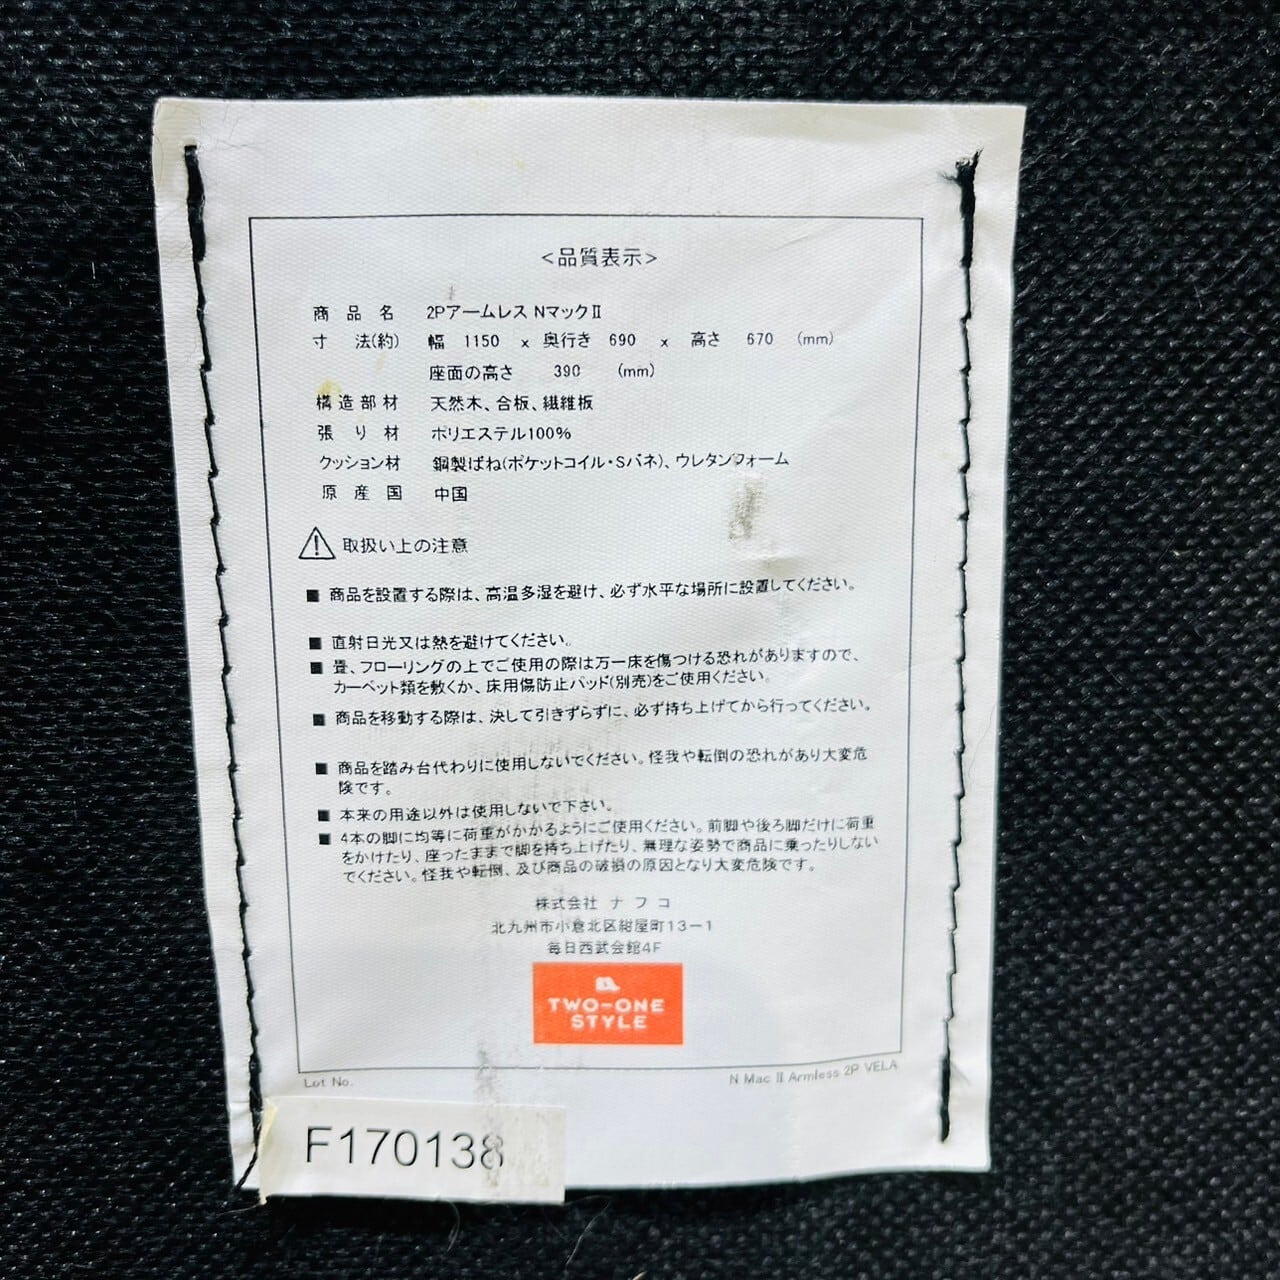 <品質表示>
商品名 2Pアームレス NマックⅡ
寸法(約) 幅 1150 x 奥行き 690 x 高さ 670 (mm)
座面の高さ 390 (mm)
構造部材 天然木、合板、繊維板
張り材 ポリエステル100%
クッション材 鋼製ばね(ポケットコイル・Sバネ)、ウレタンフォーム
原産国 中国
取扱い上の注意
■ 商品を設置する際は、高温多湿を避け、必ず水平な場所に設置してください。
■ 直射日光又は熱を避けてください。
■ 畳、フローリングの上でご使用の際は万一床を傷つける恐れがありますので、
カーペット類を敷くか、床用傷防止パッド(別売)をご使用ください。
■ 商品を移動する際は、決して引きずらずに、必ず持ち上げてから行ってください。
■ 商品を踏み台代わりに使用しないでください。怪我や転倒の恐れがあり大変危
険です。
■ 本来の用途以外は使用しないで下さい。
■ 4本の脚に均等に荷重がかかるようにご使用ください。前脚や後ろ脚だけに荷重
をかけたり、座ったままで脚を持ち上げたり、無理な姿勢で商品に乗ったりしない
でください。怪我や転倒、及び商品の破損の原因となり大変危険です。
株式会社 ナフコ
北九州市小倉北区紺屋町13-1
毎日西武会館4F
TWO-ONE
STYLE
Lot No.
N Mac Ⅱ Armless 2P VELA
F170138